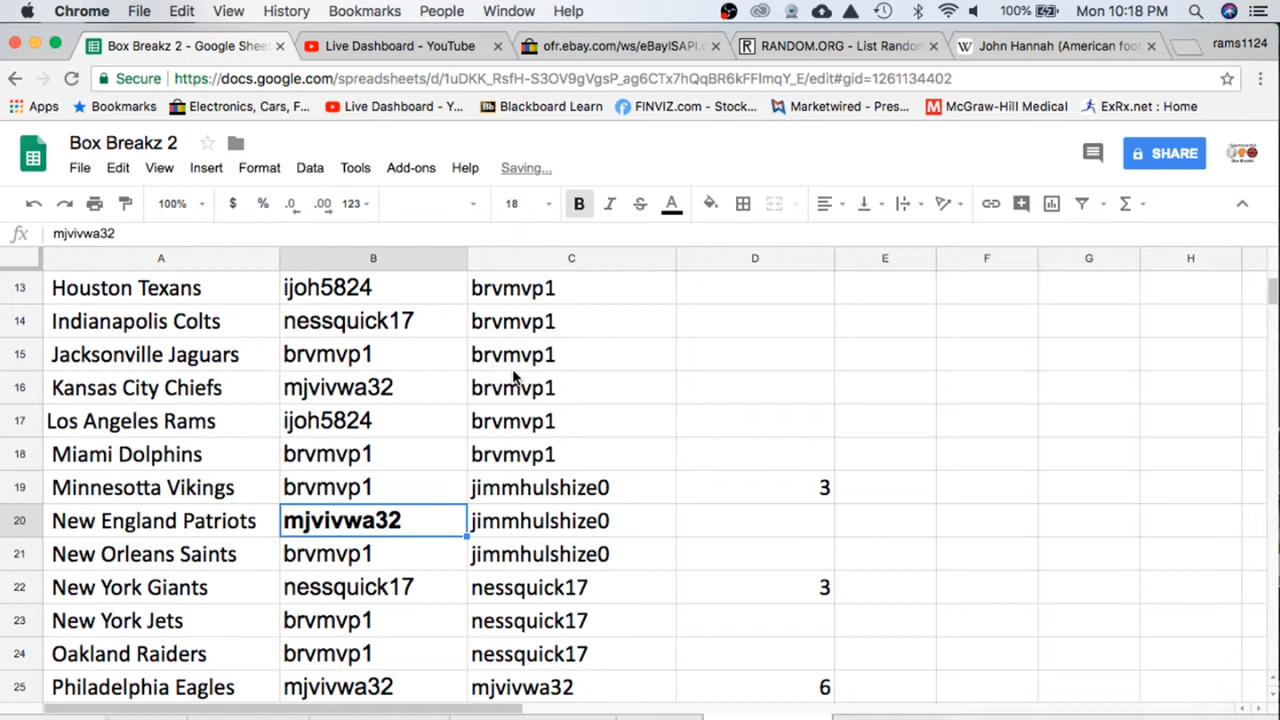 Chrome File Edit View History Bookmarks People Window Help 100% Mon 10:18 PM
Box Breakz 2 - Google Shee Live Dashboard - YouTube ofr.ebay.com/ws/eBayISAPI.c RANDOM.ORG - List Randor John Hannah (American foot rams1124
Secure https://docs.google.com/spreadsheets/d/1uDKK_RsfH-S3OV9gVgsP_ag6CTx7hQqBR6kFFImqY_E/edit#gid=1261134402
Apps Bookmarks Electronics, Cars, F... Live Dashboard - Y... Blackboard Learn FINVIZ.com - Stock... Marketwired - Pres... McGraw-Hill Medical ExRx.net : Home
Box Breakz 2
SHARE
File Edit View Insert Format Data Tools Add-ons Help Saving...
100% $ % .0 .00 123 18 B I S A Σ
fx mjvivwa32
A B C D E F G H
13 Houston Texans ijoh5824 brvmvp1
14 Indianapolis Colts nessquick17 brvmvp1
15 Jacksonville Jaguars brvmvp1 brvmvp1
16 Kansas City Chiefs mjvivwa32 brvmvp1
17 Los Angeles Rams ijoh5824 brvmvp1
18 Miami Dolphins brvmvp1 brvmvp1
19 Minnesotta Vikings brvmvp1 jimmhulshize0 3
20 New England Patriots mjvivwa32 jimmhulshize0
21 New Orleans Saints brvmvp1 jimmhulshize0
22 New York Giants nessquick17 nessquick17 3
23 New York Jets brvmvp1 nessquick17
24 Oakland Raiders brvmvp1 nessquick17
25 Philadelphia Eagles mjvivwa32 mjvivwa32 6